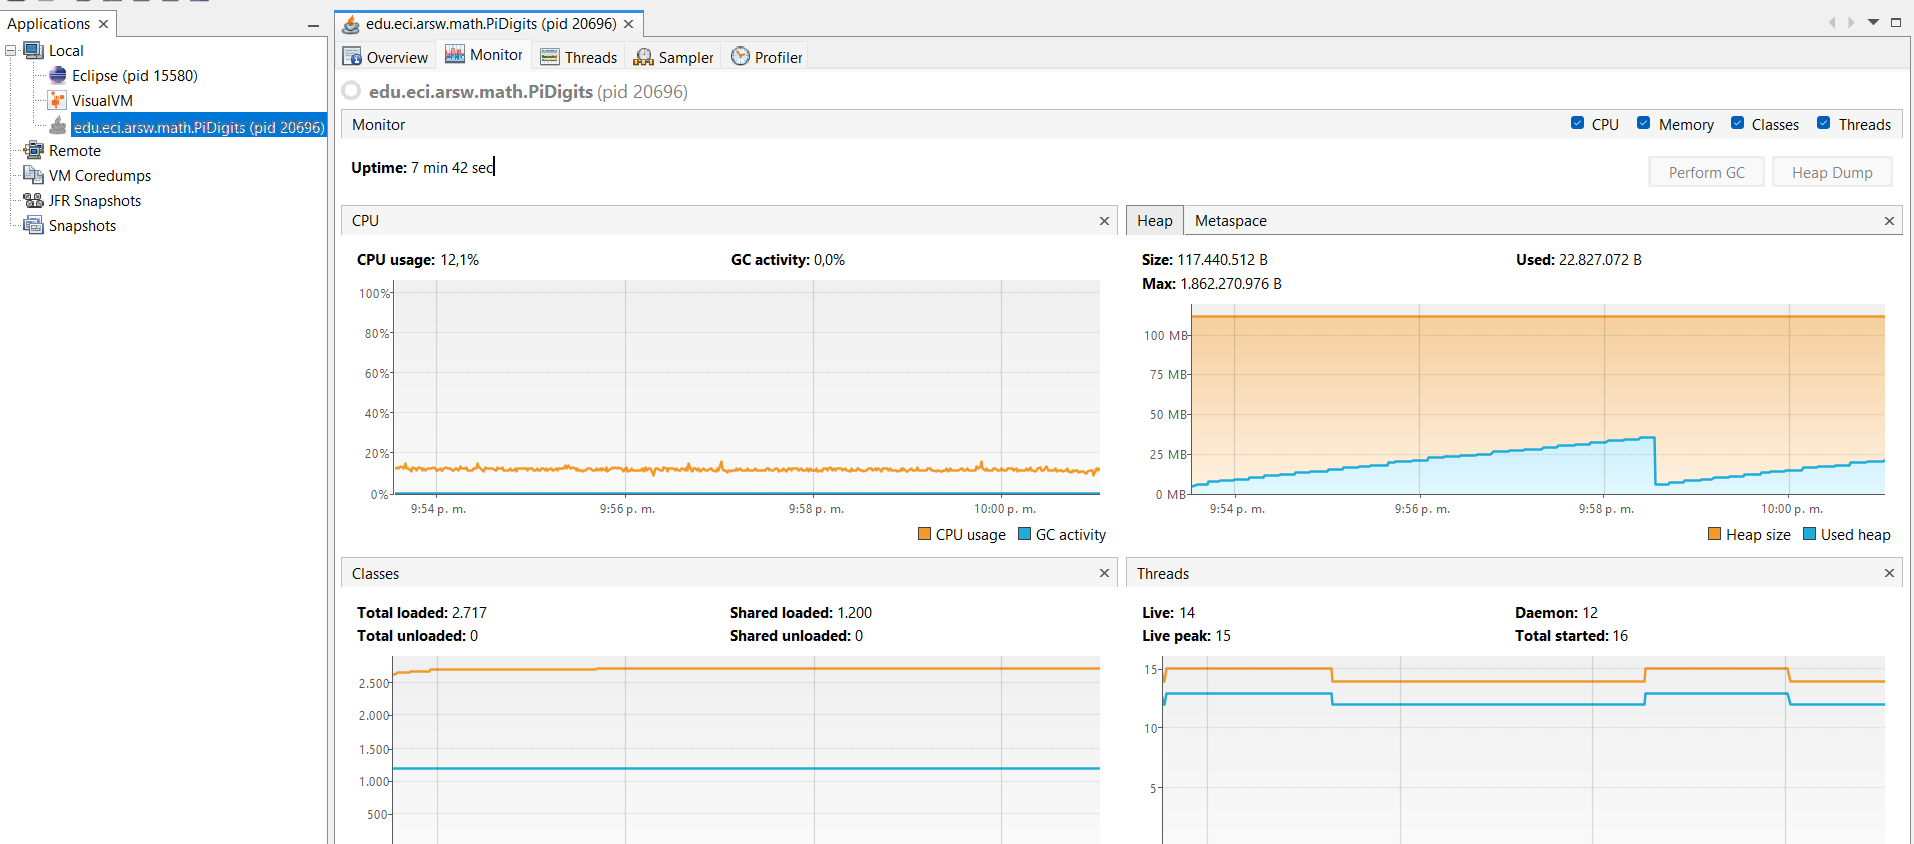 Applications
Local
Eclipse (pid 15580)
VisualVM
edu.eci.arsw.math.PiDigits (pid 20696)
Remote
VM Coredumps
JFR Snapshots
Snapshots
edu.eci.arsw.math.PiDigits (pid 20696)
Overview Monitor Threads Sampler Profiler
edu.eci.arsw.math.PiDigits (pid 20696)
Monitor CPU Memory Classes Threads
Uptime: 7 min 42 sec
Perform GC Heap Dump
CPU
CPU usage: 12,1% GC activity: 0,0%
100%
80%
60%
40%
20%
0%
9:54 p. m. 9:56 p. m. 9:58 p. m. 10:00 p. m.
CPU usage GC activity
Heap Metaspace
Size: 117.440.512 B Used: 22.827.072 B
Max: 1.862.270.976 B
100 MB
75 MB
50 MB
25 MB
0 MB
9:54 p. m. 9:56 p. m. 9:58 p. m. 10:00 p. m.
Heap size Used heap
Classes
Total loaded: 2.717 Shared loaded: 1.200
Total unloaded: 0 Shared unloaded: 0
2.500
2.000
1.500
1.000
500
Threads
Live: 14 Daemon: 12
Live peak: 15 Total started: 16
15
10
5